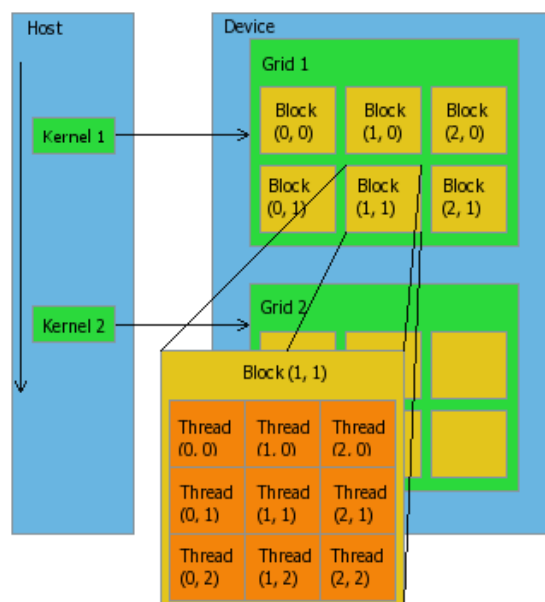 Host
Device
Grid 1
Kernel 1
Block
(0, 0)
Block
(1, 0)
Block
(2, 0)
Block
(0, 1)
Block
(1, 1)
Block
(2, 1)
Kernel 2
Grid 2
Block (1, 1)
Thread
(0, 0)
Thread
(1, 0)
Thread
(2, 0)
Thread
(0, 1)
Thread
(1, 1)
Thread
(2, 1)
Thread
(0, 2)
Thread
(1, 2)
Thread
(2, 2)